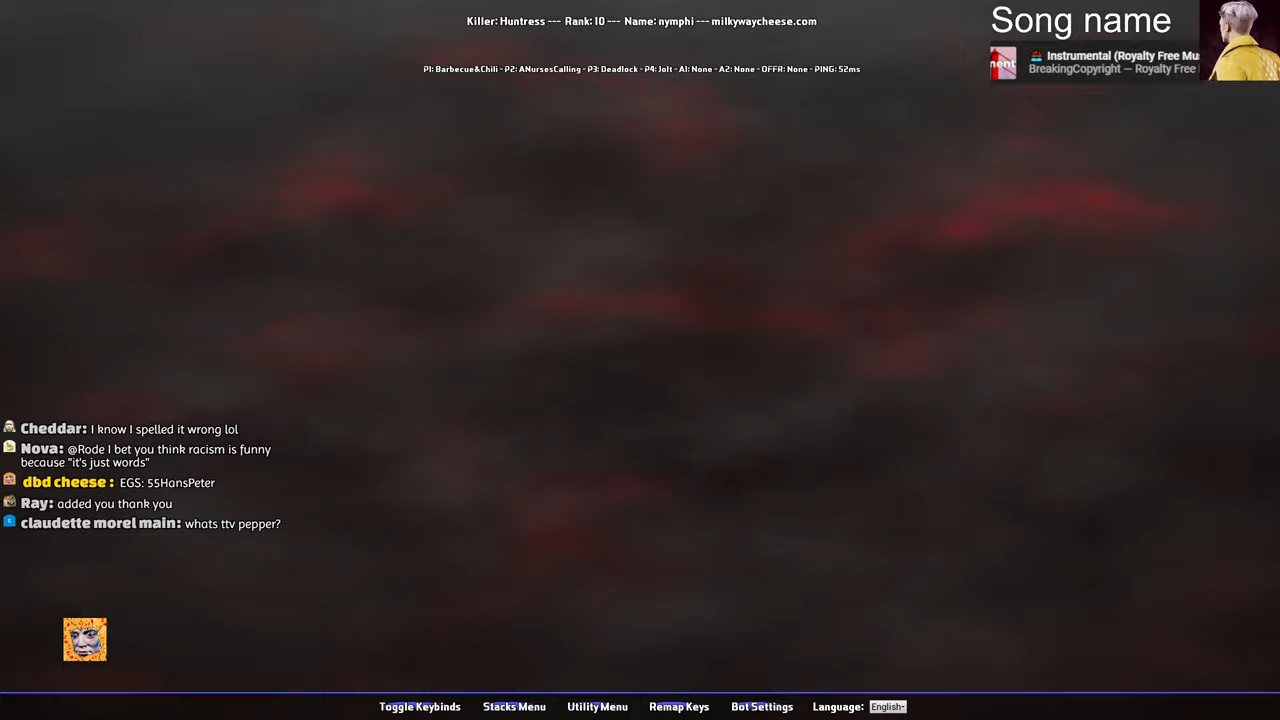 Killer: Huntress --- Rank: 10 --- Name: nymphi --- milkywaycheese.com
Song name
P1: Barbecue&Chili - P2: ANursesCalling - P3: Deadlock - P4: Jolt - A1: None - A2: None - OFFR: None - PING: 52ms
Instrumental (Royalty Free Mu
BreakingCopyright — Royalty Free
Cheddar: I know I spelled it wrong lol
Nova: @Rode I bet you think racism is funny
because "it's just words"
dbd cheese : EGS: 55HansPeter
Ray: added you thank you
claudette morel main: whats ttv pepper?
Toggle Keybinds Stacks Menu Utility Menu Remap Keys Bot Settings Language: English